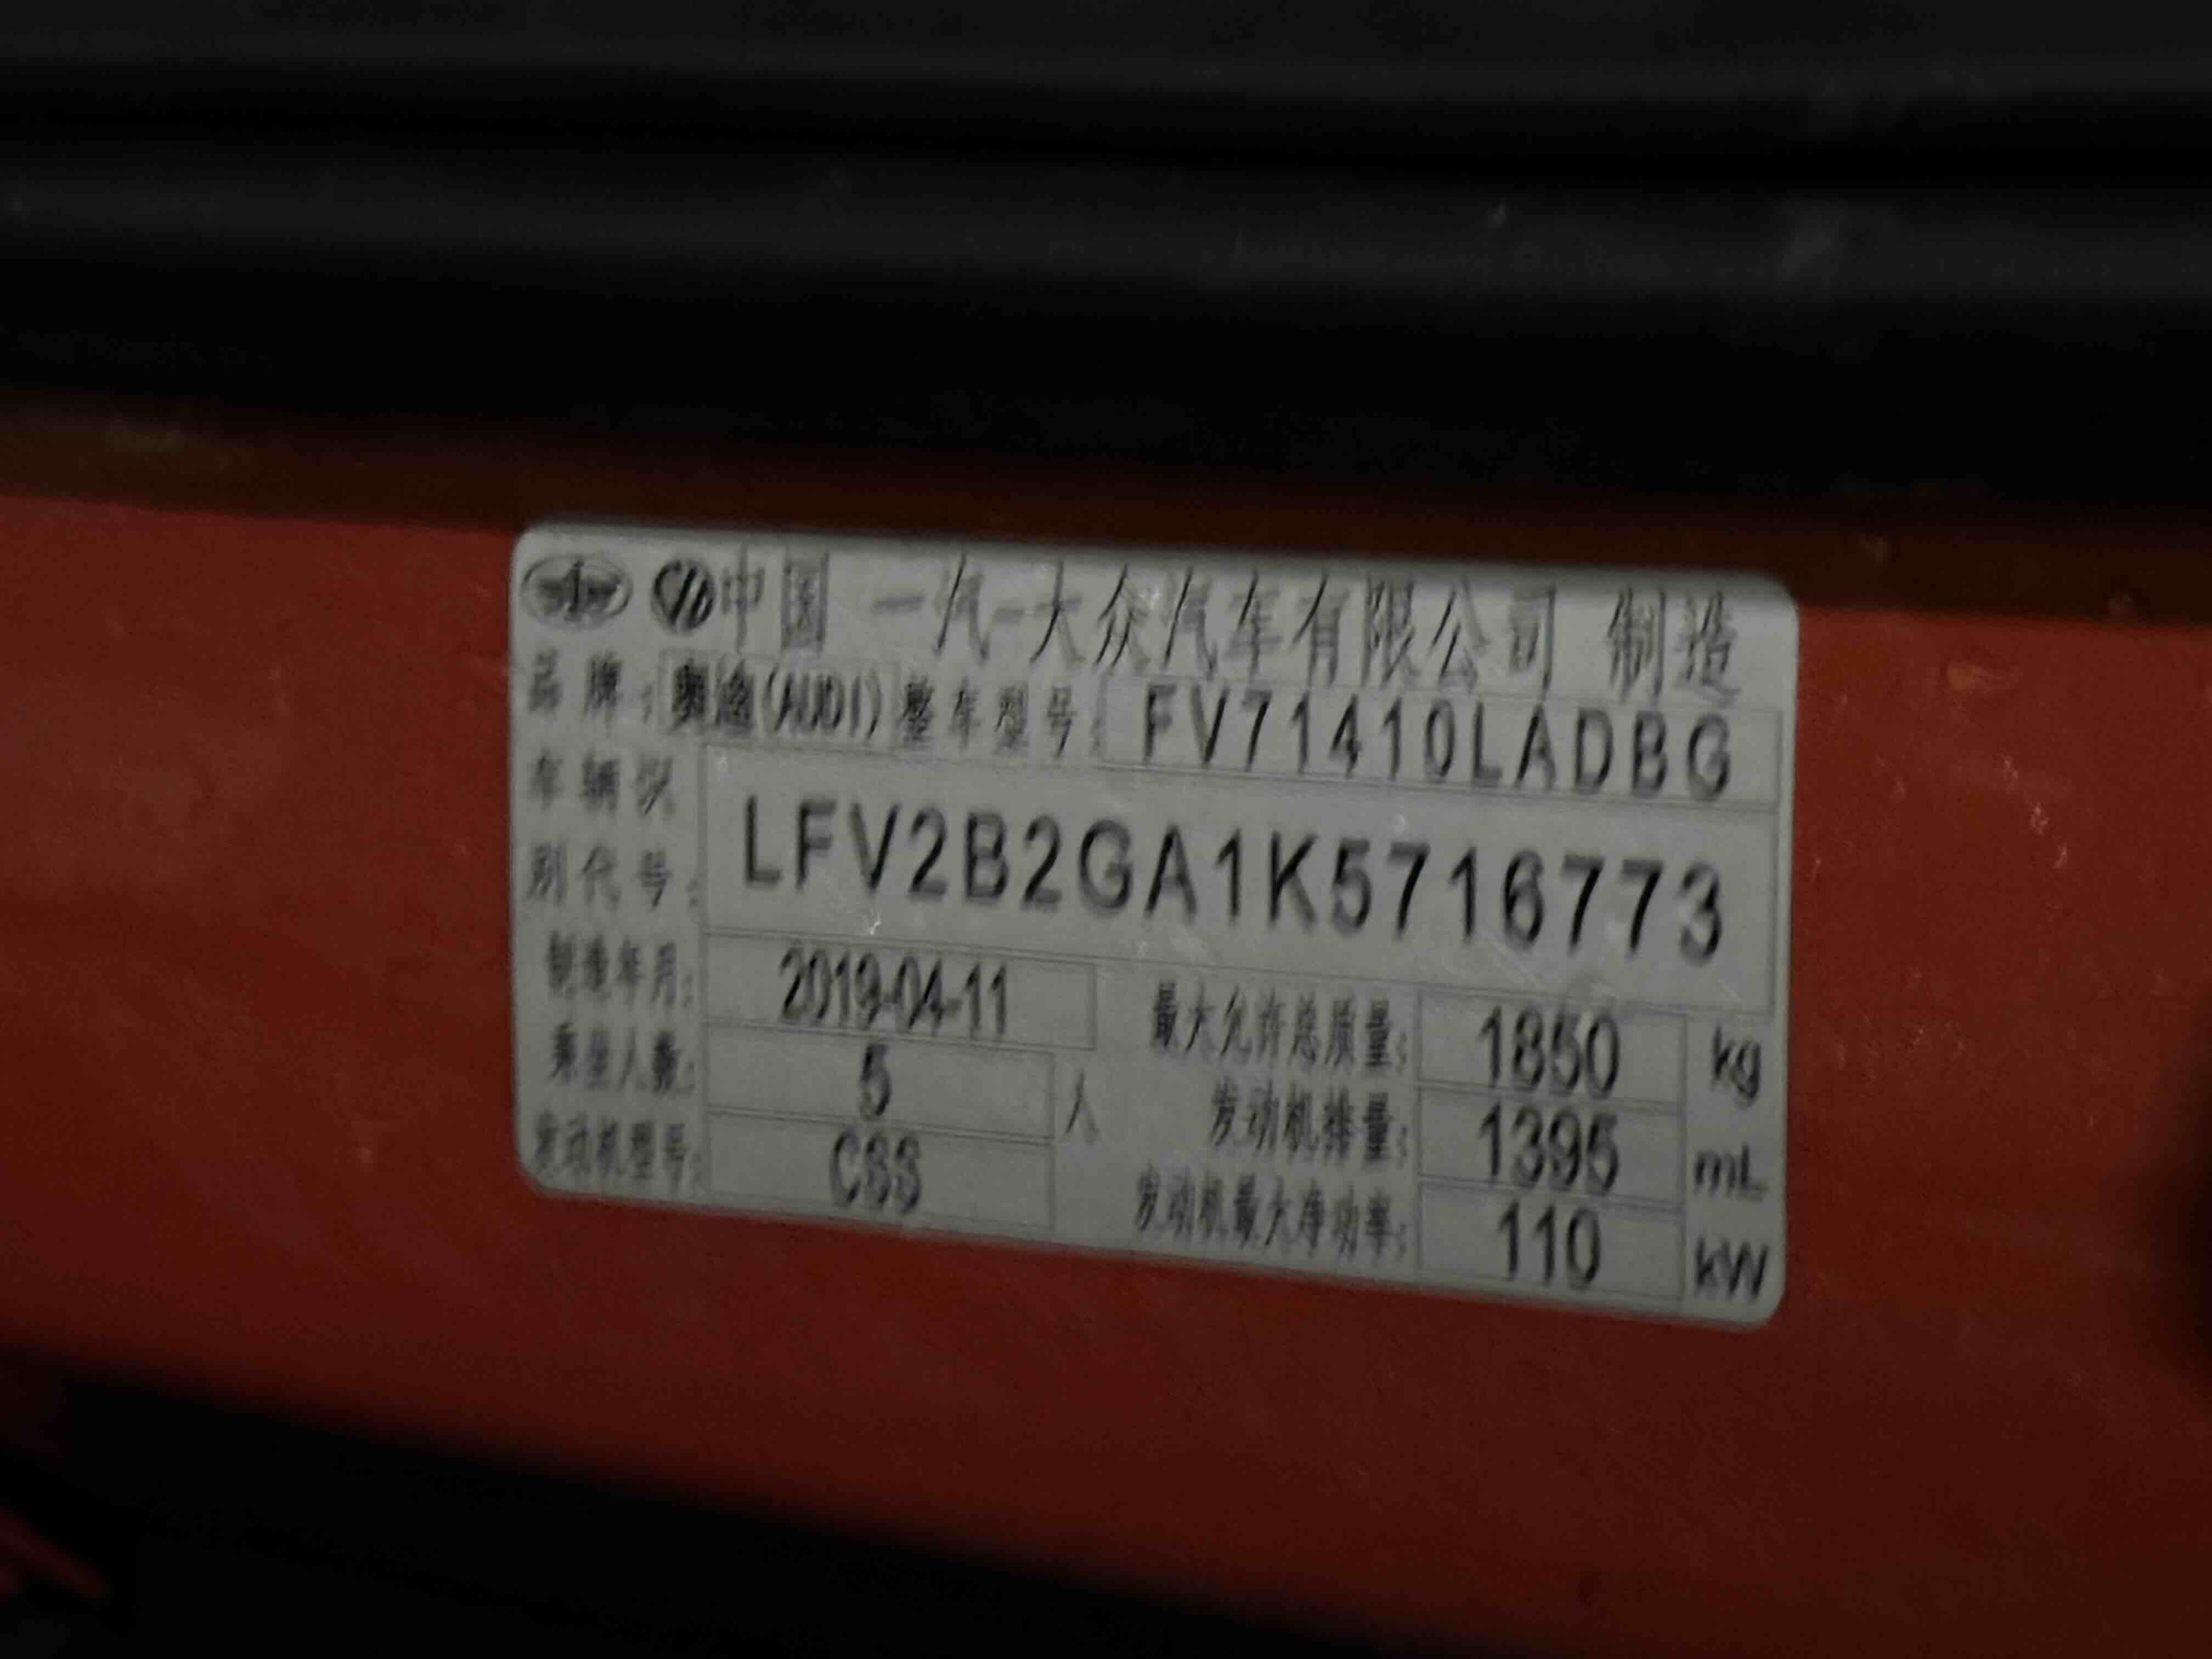 中国 一汽-大众汽车有限公司 制造
品牌: 奥迪(AUDI) 整车型号: FV71410LADBG
车辆识别代号: LFV2B2GA1K5716773
制造年月: 2019-04-11 最大允许总质量: 1850 kg
乘坐人数: 5 人 发动机排量: 1395 mL
发动机型号: CSS 发动机最大净功率: 110 kW